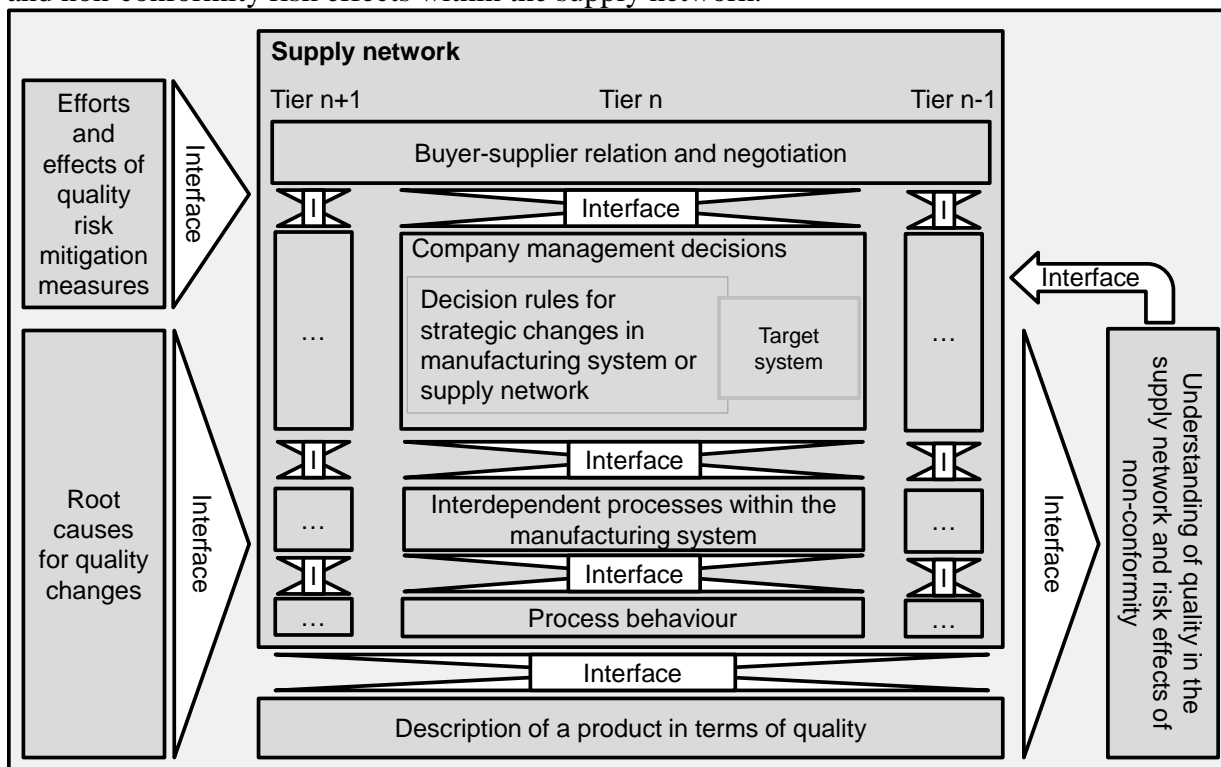 and non-conformity risk effects within the supply network.
Supply network
Tier n+1
Tier n
Tier n-1
Efforts
and
effects of
quality
risk
mitigation
measures
Interface
Buyer-supplier relation and negotiation
I
Interface
I
…
Company management decisions
Decision rules for
strategic changes in
manufacturing system or
supply network
Target
system
…
Interface
I
Interface
I
Root
causes
for quality
changes
Interface
…
Interdependent processes within the
manufacturing system
…
I
Interface
I
…
Process behaviour
…
Interface
Description of a product in terms of quality
Interface
Understanding of quality in the
supply network and risk effects of
non-conformity